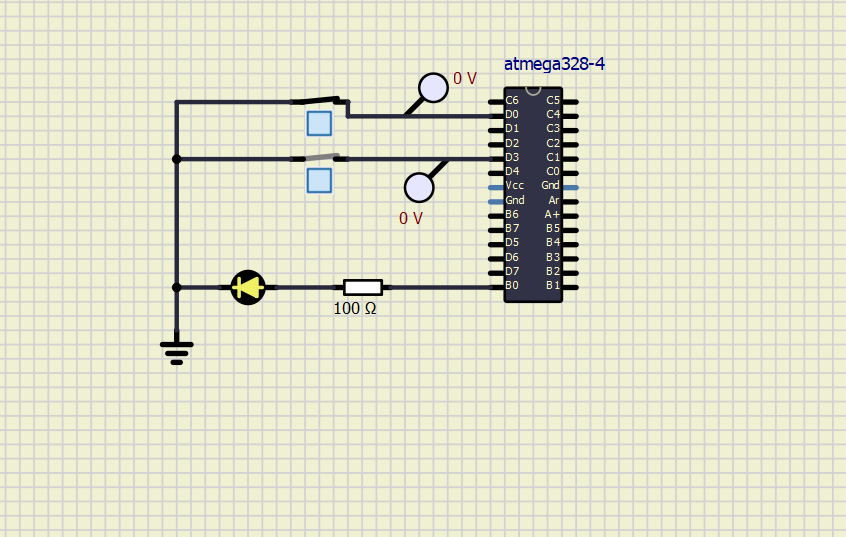 atmega328-4
0 V
C6 C5
D0 C4
D1 C3
D2 C2
D3 C1
D4 C0
Vcc Gnd
Gnd Ar
B6 A+
B7 B5
D5 B4
D6 B3
D7 B2
B0 B1
0 V
100 Ω